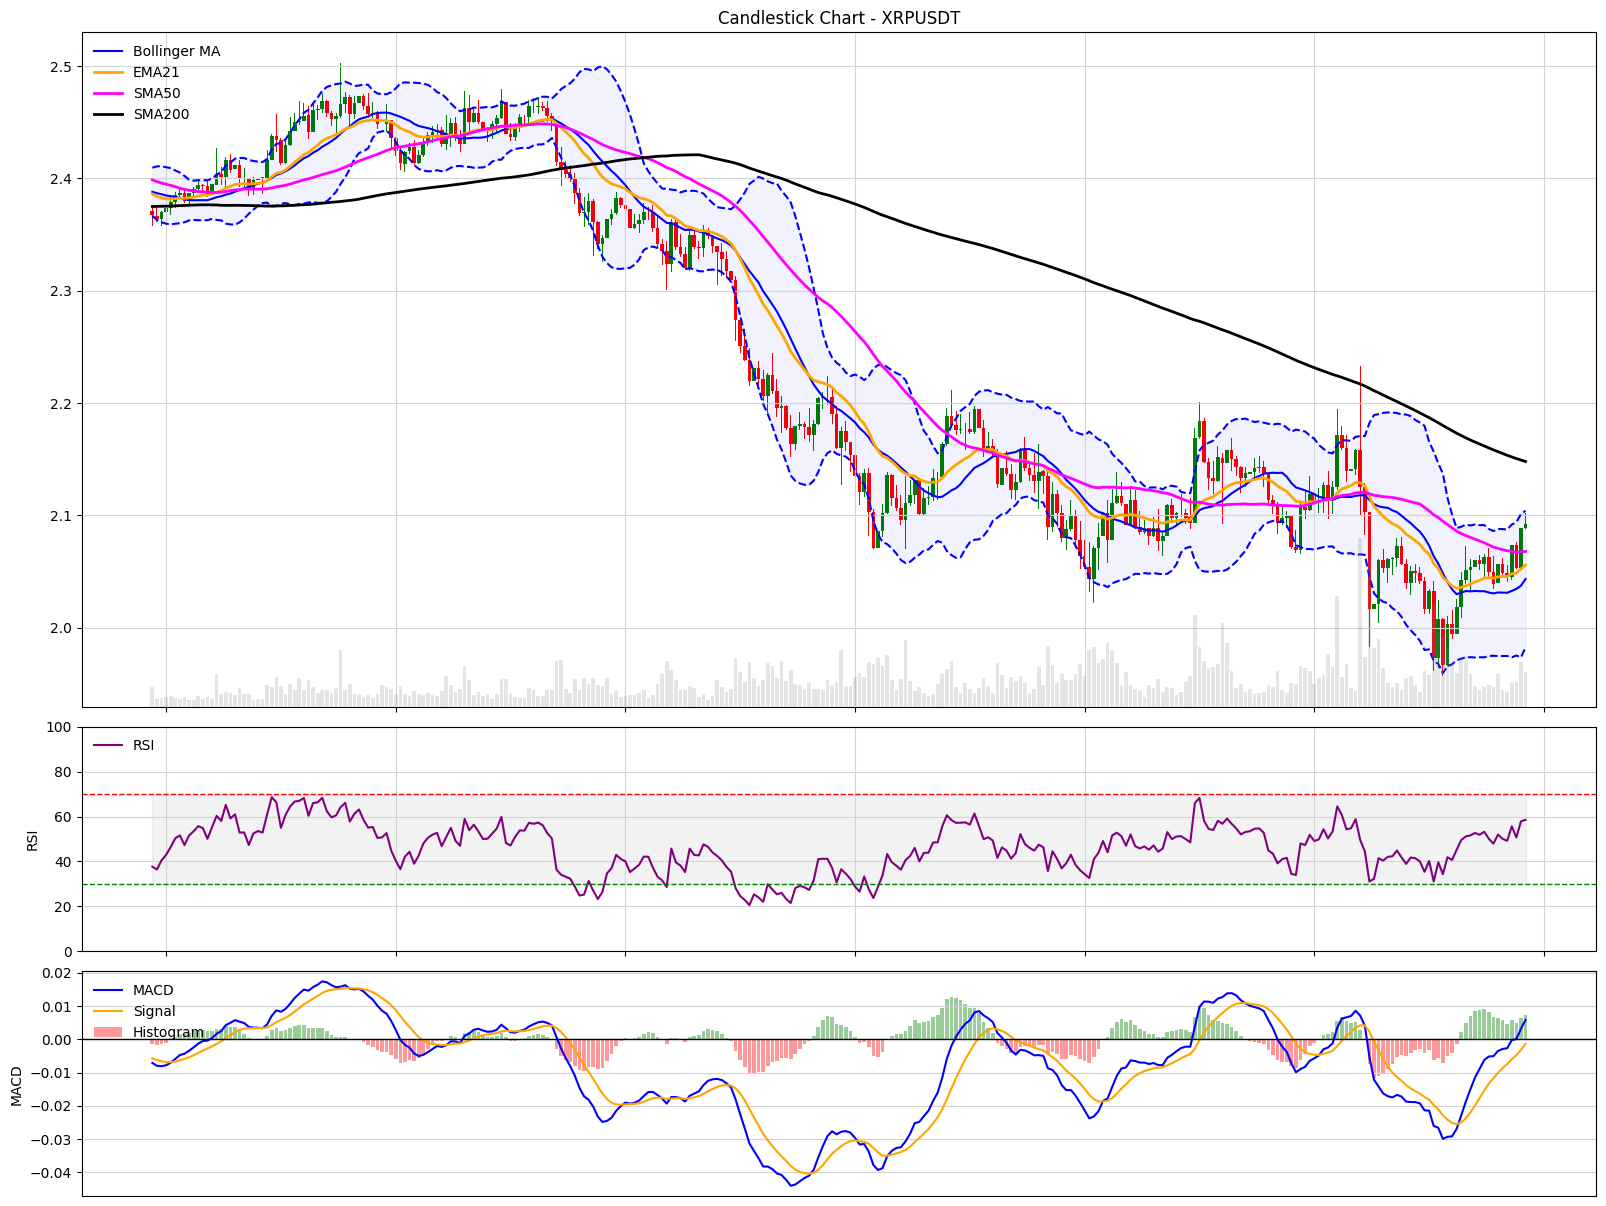 Candlestick Chart - XRPUSDT
Bollinger MA
EMA21
SMA50
SMA200
2.5
2.4
2.3
2.2
2.1
2.0
RSI
100
80
60
40
20
0
RSI
MACD
Signal
Histogram
0.02
0.01
0.00
−0.01
−0.02
−0.03
−0.04
MACD